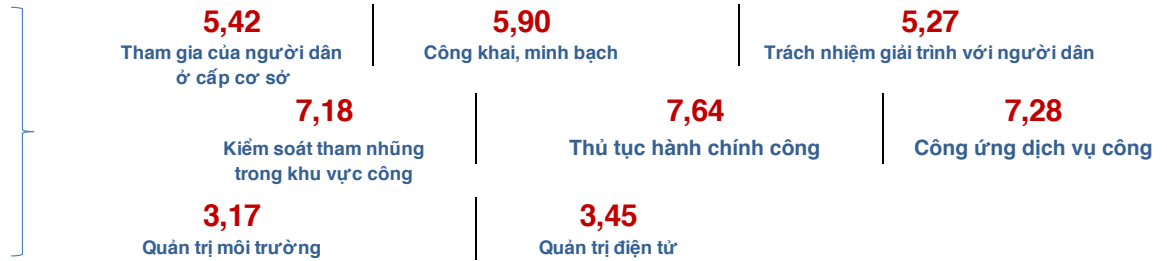 5,42 5,90 5,27
Tham gia của người dân Công khai, minh bạch Trách nhiệm giải trình với người dân
ở cấp cơ sở
7,18 7,64 7,28
Kiểm soát tham nhũng Thủ tục hành chính công Công ứng dịch vụ công
trong khu vực công
3,17 3,45
Quản trị môi trường Quản trị điện tử